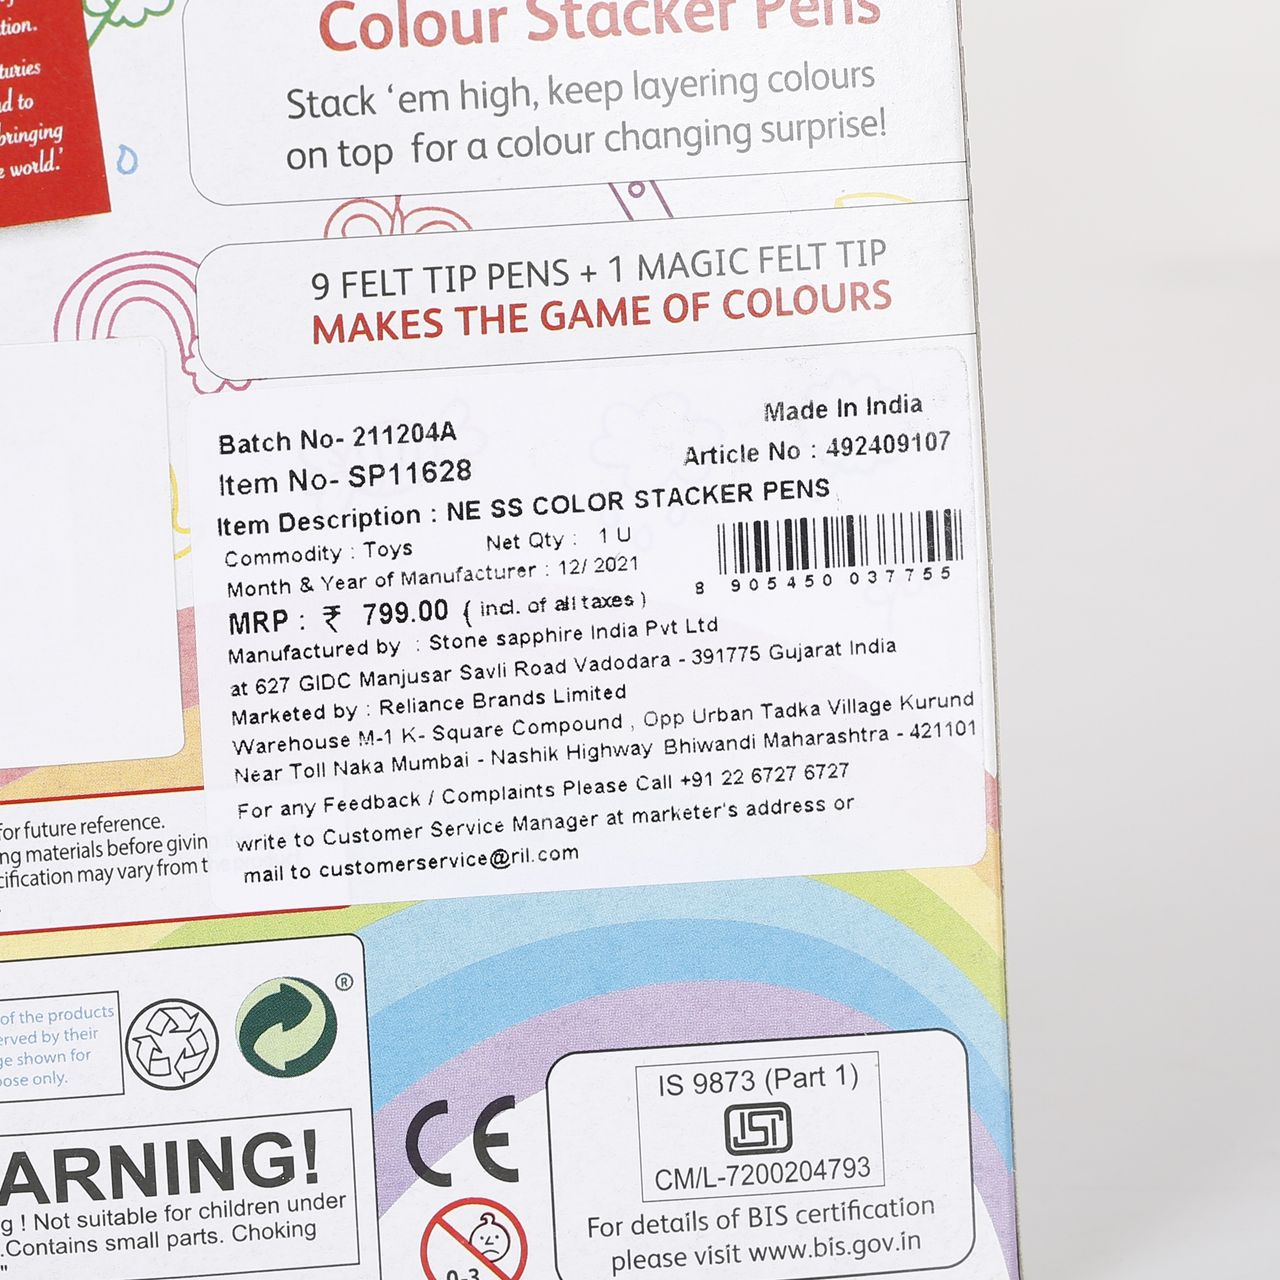 tion.
turies
d to
bringing
e world.'
Colour Stacker Pens
Stack 'em high, keep layering colours
on top for a colour changing surprise!
9 FELT TIP PENS + 1 MAGIC FELT TIP
MAKES THE GAME OF COLOURS
Made In India
Batch No- 211204A
Article No : 492409107
Item No- SP11628
Item Description : NE SS COLOR STACKER PENS
Commodity : Toys Net Qty : 1 U
Month & Year of Manufacturer : 12/ 2021
8 905450 037755
MRP : ₹ 799.00 ( incl. of all taxes )
Manufactured by : Stone sapphire India Pvt Ltd
at 627 GIDC Manjusar Savli Road Vadodara - 391775 Gujarat India
Marketed by : Reliance Brands Limited
Warehouse M-1 K- Square Compound , Opp Urban Tadka Village Kurund
Near Toll Naka Mumbai - Nashik Highway Bhiwandi Maharashtra - 421101
For any Feedback / Complaints Please Call +91 22 6727 6727
write to Customer Service Manager at marketer's address or
mail to customerservice@ril.com
for future reference.
ng materials before givin
cification may vary from t
of the products
erved by their
ge shown for
pose only.
®
ARNING!
g ! Not suitable for children under
.Contains small parts. Choking
"
CE
0-3
IS 9873 (Part 1)
ISI
CM/L-7200204793
For details of BIS certification
please visit www.bis.gov.in